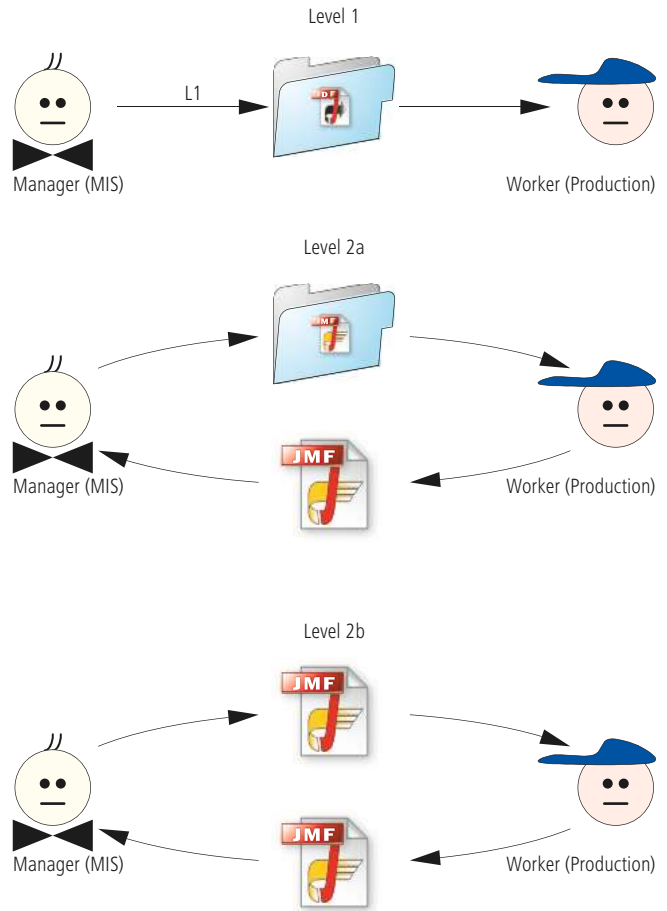 Level 1
L1
JDF
Manager (MIS)
Worker (Production)
Level 2a
JMF
Manager (MIS)
JMF
Worker (Production)
Level 2b
JMF
Manager (MIS)
JMF
Worker (Production)